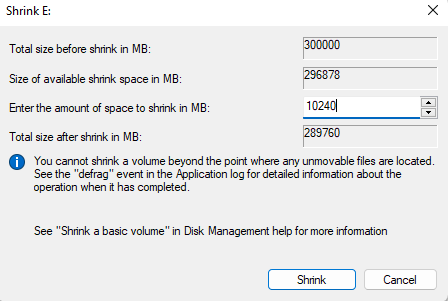 Shrink E:
Total size before shrink in MB: 300000
Size of available shrink space in MB: 296878
Enter the amount of space to shrink in MB: 10240
Total size after shrink in MB: 289760
You cannot shrink a volume beyond the point where any unmovable files are located.
See the "defrag" event in the Application log for detailed information about the
operation when it has completed.
See "Shrink a basic volume" in Disk Management help for more information
Shrink Cancel